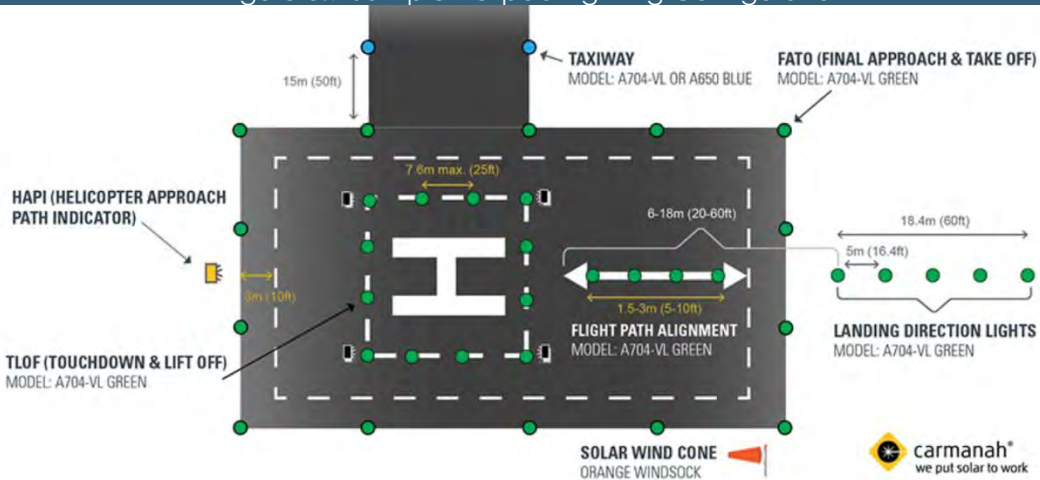 TAXIWAY
MODEL: A704-VL OR A650 BLUE
FATO (FINAL APPROACH & TAKE OFF)
MODEL: A704-VL GREEN
15m (50ft)
7.6m max. (25ft)
HAPI (HELICOPTER APPROACH
PATH INDICATOR)
6-18m (20-60ft)
18.4m (60ft)
5m (16.4ft)
3m (10ft)
H
1.5-3m (5-10ft)
FLIGHT PATH ALIGNMENT
MODEL: A704-VL GREEN
LANDING DIRECTION LIGHTS
MODEL: A704-VL GREEN
TLOF (TOUCHDOWN & LIFT OFF)
MODEL: A704-VL GREEN
SOLAR WIND CONE
ORANGE WINDSOCK
carmanah®
we put solar to work